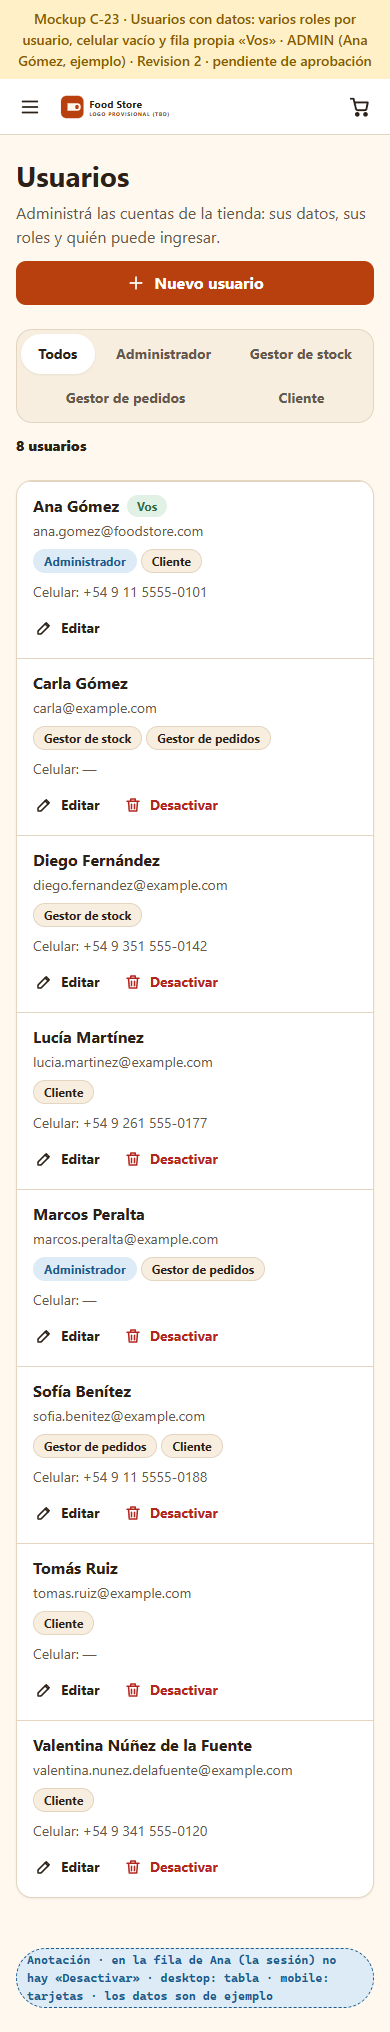 Mockup C-23 · Usuarios con datos: varios roles por
usuario, celular vacío y fila propia «Vos» · ADMIN (Ana
Gómez, ejemplo) · Revision 2 · pendiente de aprobación
Food Store
LOGO PROVISIONAL (TBD)
Usuarios
Administrá las cuentas de la tienda: sus datos, sus
roles y quién puede ingresar.
Nuevo usuario
Todos Administrador Gestor de stock
Gestor de pedidos Cliente
8 usuarios
Ana Gómez Vos
ana.gomez@foodstore.com
Administrador Cliente
Celular: +54 9 11 5555-0101
Editar
Carla Gómez
carla@example.com
Gestor de stock Gestor de pedidos
Celular: —
Editar Desactivar
Diego Fernández
diego.fernandez@example.com
Gestor de stock
Celular: +54 9 351 555-0142
Editar Desactivar
Lucía Martínez
lucia.martinez@example.com
Cliente
Celular: +54 9 261 555-0177
Editar Desactivar
Marcos Peralta
marcos.peralta@example.com
Administrador Gestor de pedidos
Celular: —
Editar Desactivar
Sofía Benítez
sofia.benitez@example.com
Gestor de pedidos Cliente
Celular: +54 9 11 5555-0188
Editar Desactivar
Tomás Ruiz
tomas.ruiz@example.com
Cliente
Celular: —
Editar Desactivar
Valentina Núñez de la Fuente
valentina.nunez.delafuente@example.com
Cliente
Celular: +54 9 341 555-0120
Editar Desactivar
Anotación · en la fila de Ana (la sesión) no
hay «Desactivar» · desktop: tabla · mobile:
tarjetas · los datos son de ejemplo